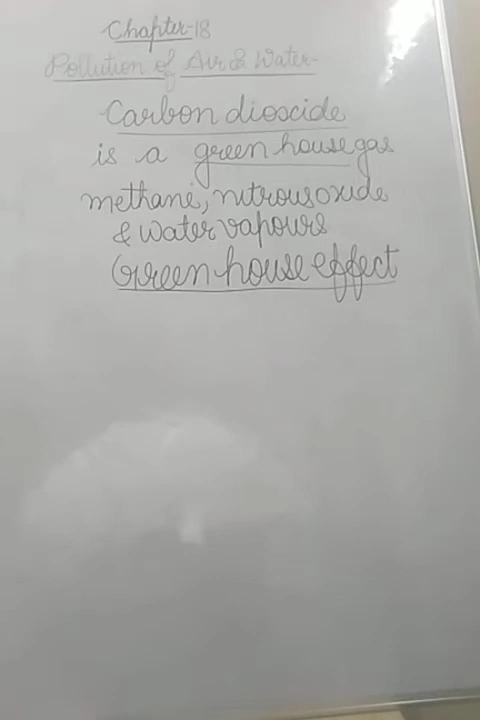 Chapter-18
Pollution of Air & Water-
Carbon dioxide
is a green house gas
methane, nitrous oxide
& water vapours
Green house effect